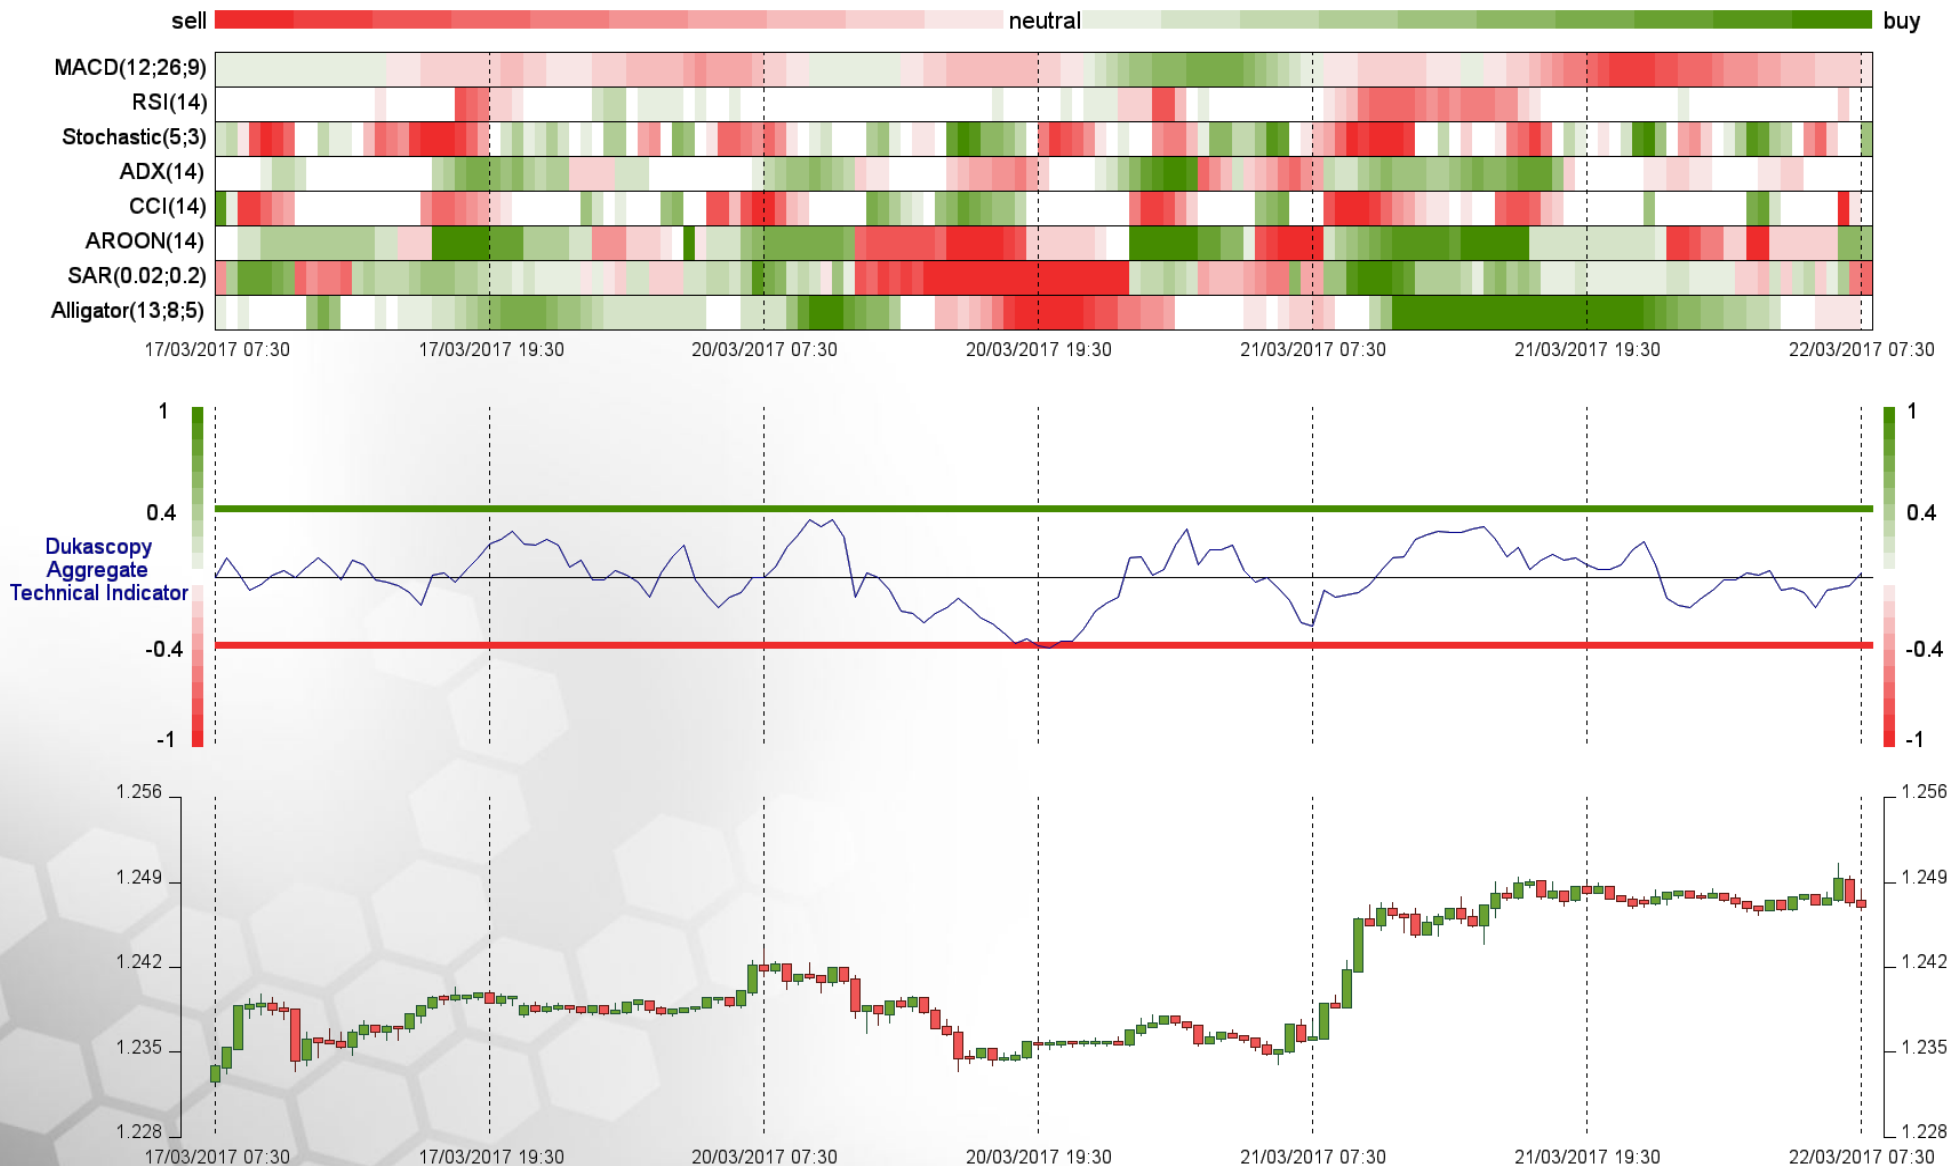 sell neutral buy
MACD(12;26;9)
RSI(14)
Stochastic(5;3)
ADX(14)
CCI(14)
AROON(14)
SAR(0.02;0.2)
Alligator(13;8;5)
17/03/2017 07:30 17/03/2017 19:30 20/03/2017 07:30 20/03/2017 19:30 21/03/2017 07:30 21/03/2017 19:30 22/03/2017 07:30
1 1
0.4 0.4
Dukascopy
Aggregate
Technical Indicator
-0.4 -0.4
-1 -1
1.256 1.256
1.249 1.249
1.242 1.242
1.235 1.235
1.228 1.228
17/03/2017 07:30 17/03/2017 19:30 20/03/2017 07:30 20/03/2017 19:30 21/03/2017 07:30 21/03/2017 19:30 22/03/2017 07:30